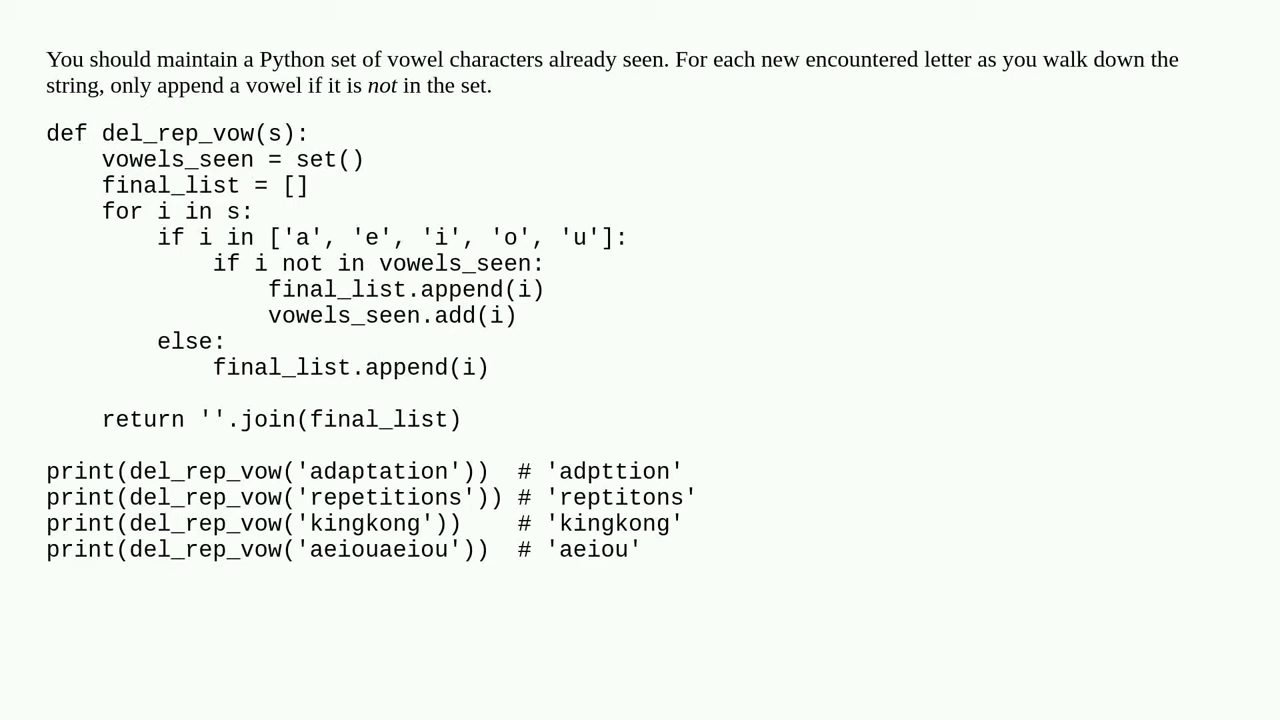 You should maintain a Python set of vowel characters already seen. For each new encountered letter as you walk down the
string, only append a vowel if it is not in the set.
def del_rep_vow(s):
    vowels_seen = set()
    final_list = []
    for i in s:
        if i in ['a', 'e', 'i', 'o', 'u']:
            if i not in vowels_seen:
                final_list.append(i)
                vowels_seen.add(i)
        else:
            final_list.append(i)

    return ''.join(final_list)

print(del_rep_vow('adaptation'))  # 'adpttion'
print(del_rep_vow('repetitions')) # 'reptitons'
print(del_rep_vow('kingkong'))    # 'kingkong'
print(del_rep_vow('aeiouaeiou'))  # 'aeiou'